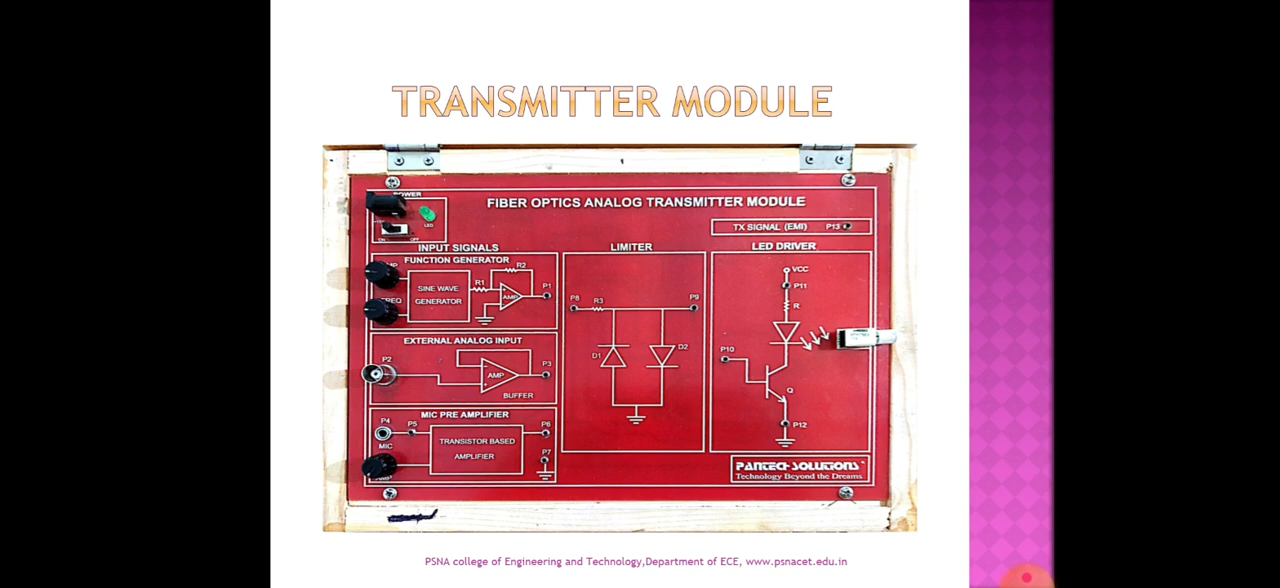 TRANSMITTER MODULE
POWER
LED
ON OFF
FIBER OPTICS ANALOG TRANSMITTER MODULE
TX SIGNAL (EMI) P13
INPUT SIGNALS
FUNCTION GENERATOR
SINE WAVE
GENERATOR
R1
R2
AMP
P1
EXTERNAL ANALOG INPUT
P2
AMP
P3
BUFFER
MIC PRE AMPLIFIER
P4
P5
MIC
TRANSISTOR BASED
AMPLIFIER
P6
P7
LIMITER
P8
R3
P9
D1
D2
LED DRIVER
VCC
P11
R
P10
Q
P12
PANTECH SOLUTIONS
Technology Beyond the Dreams
PSNA college of Engineering and Technology,Department of ECE, www.psnacet.edu.in